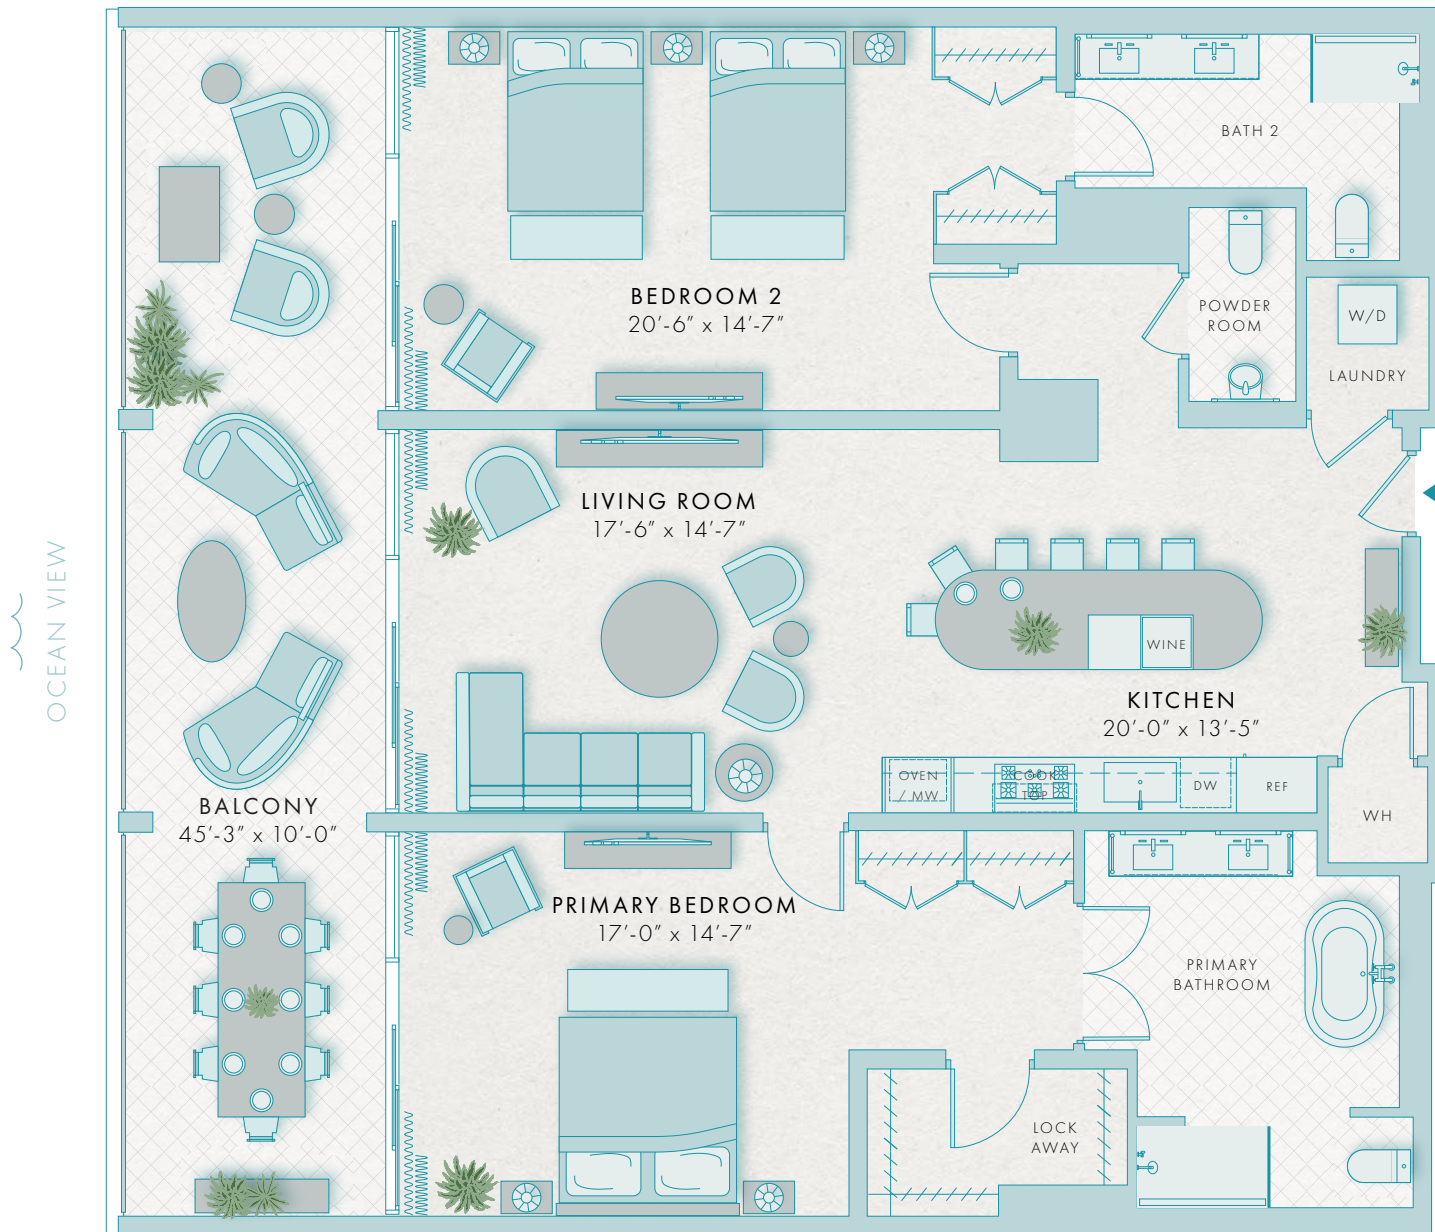 BATH 2
BEDROOM 2
20'-6" x 14'-7"
POWDER
ROOM
W/D
LAUNDRY
LIVING ROOM
17'-6" x 14'-7"
OCEAN VIEW
WINE
KITCHEN
20'-0" x 13'-5"
OVEN
/ MW
COOK
TOP
DW
REF
WH
BALCONY
45'-3" x 10'-0"
PRIMARY BEDROOM
17'-0" x 14'-7"
PRIMARY
BATHROOM
LOCK
AWAY